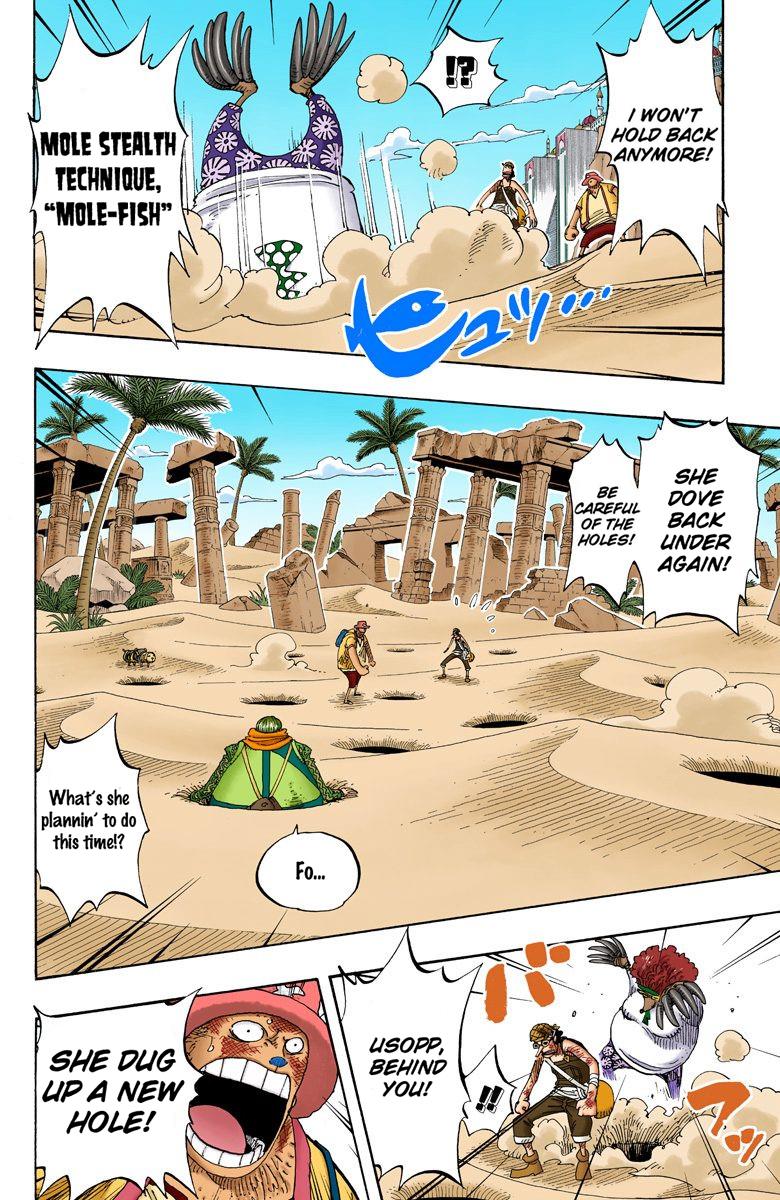 I WON'T
HOLD BACK
ANYMORE!
!?
MOLE STEALTH
TECHNIQUE,
"MOLE-FISH"
セュッ...
SHE
DOVE
BACK
UNDER
AGAIN!
BE
CAREFUL
OF THE
HOLES!
What's she
plannin' to do
this time!?
Fo...
バ
フッ
USOPP,
BEHIND
YOU!
!!
SHE DUG
UP A NEW
HOLE!